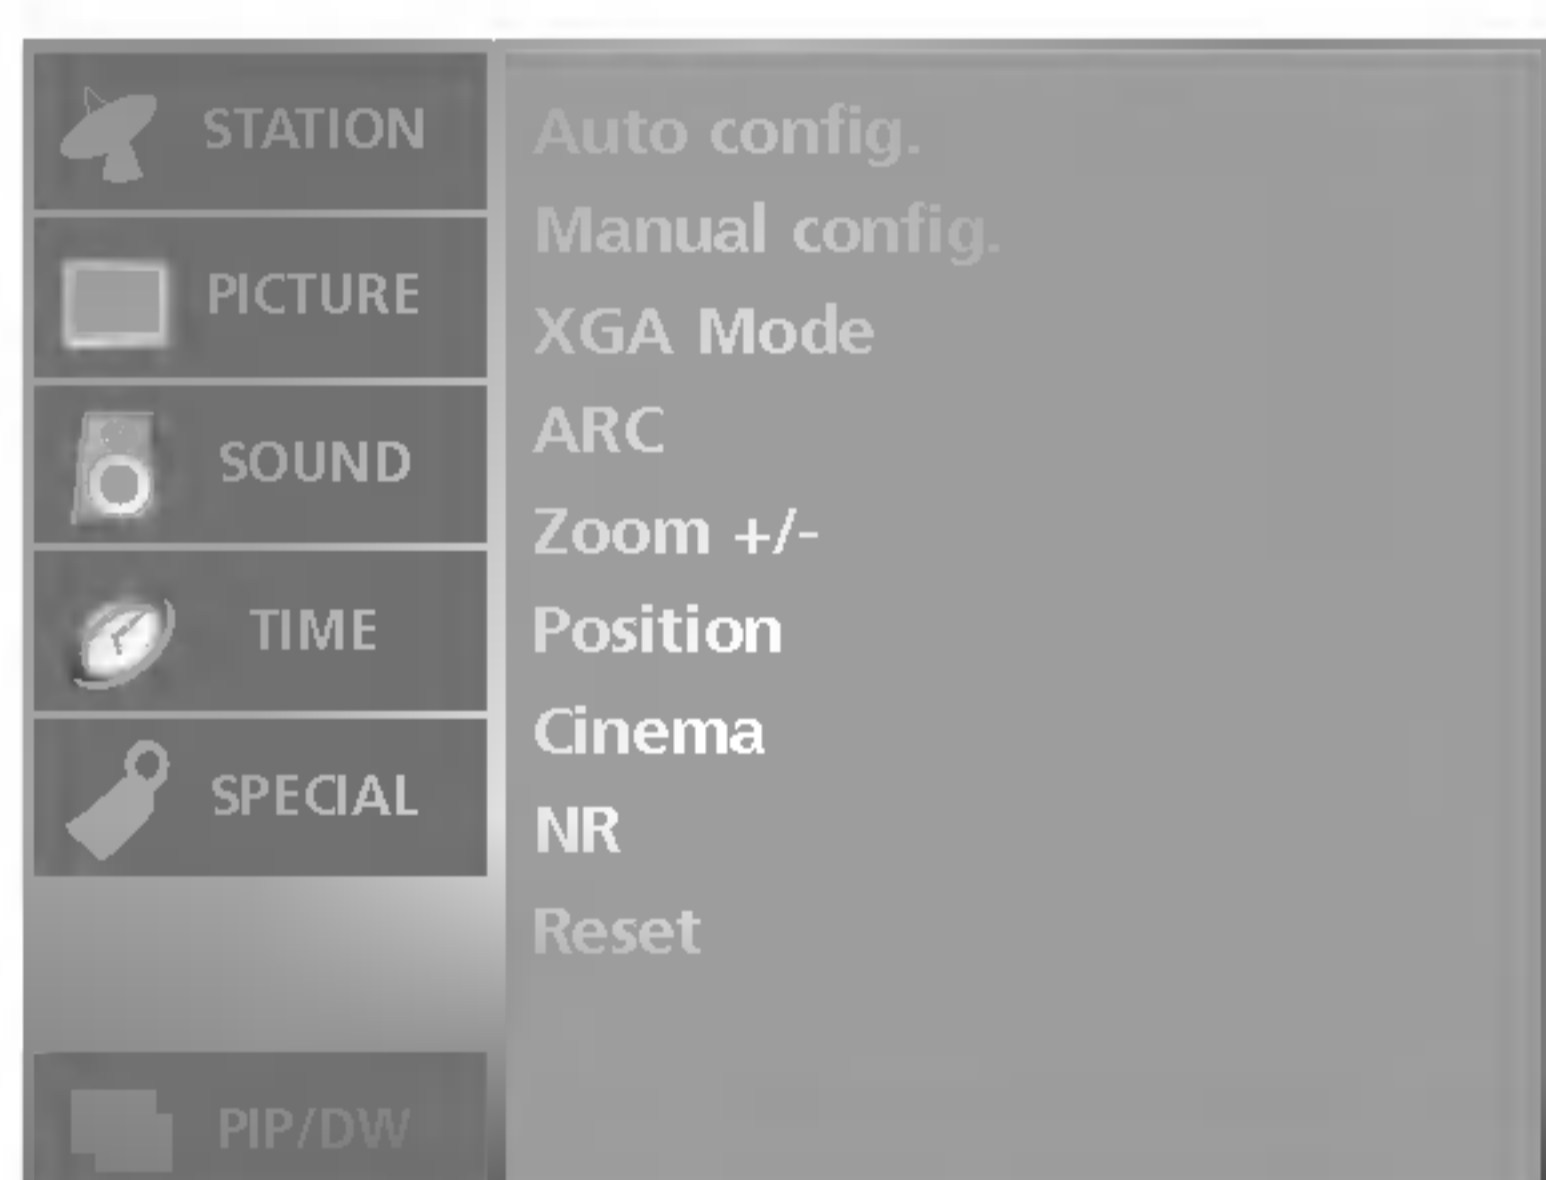 STATION
PICTURE
SOUND
TIME
SPECIAL
PIP/DW
Auto config.
Manual config.
XGA Mode
ARC
Zoom +/-
Position
Cinema
NR
Reset